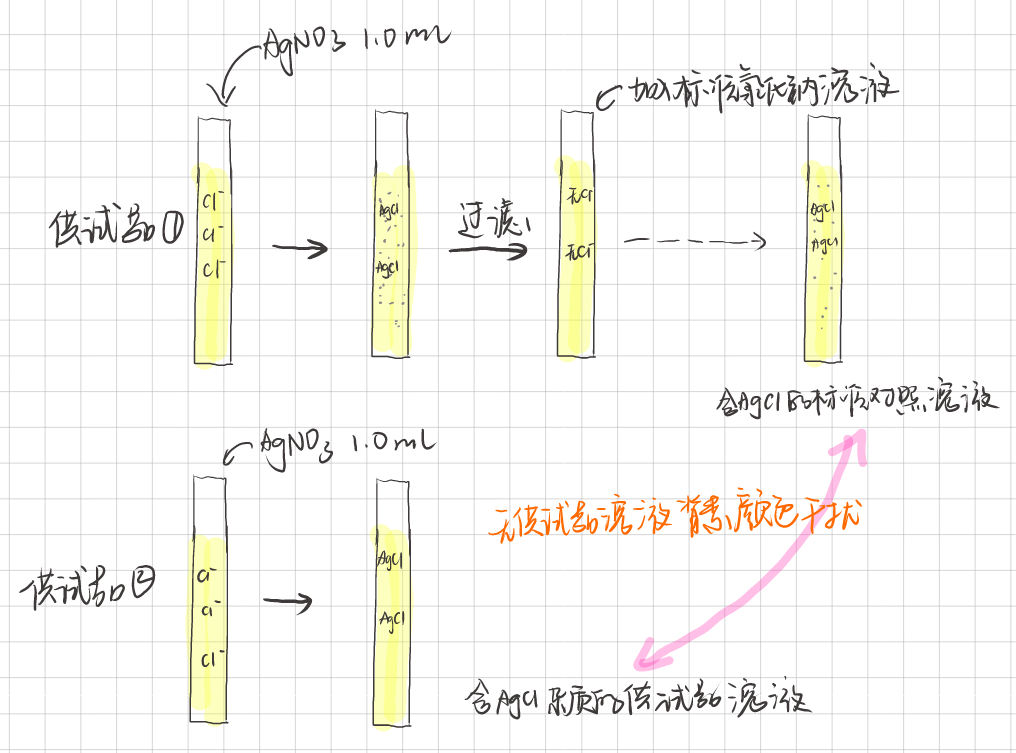 AgNO3 1.0mL
加入标准氯化钠溶液
供试品①
Cl⁻
Cl⁻
Cl⁻
AgCl
AgCl
过滤
无Cl⁻
无Cl⁻
AgCl
AgCl
含AgCl的标准对照溶液
AgNO3 1.0mL
无供试品溶液背景颜色干扰
供试品②
Cl⁻
Cl⁻
Cl⁻
AgCl
AgCl
含AgCl杂质的供试品溶液